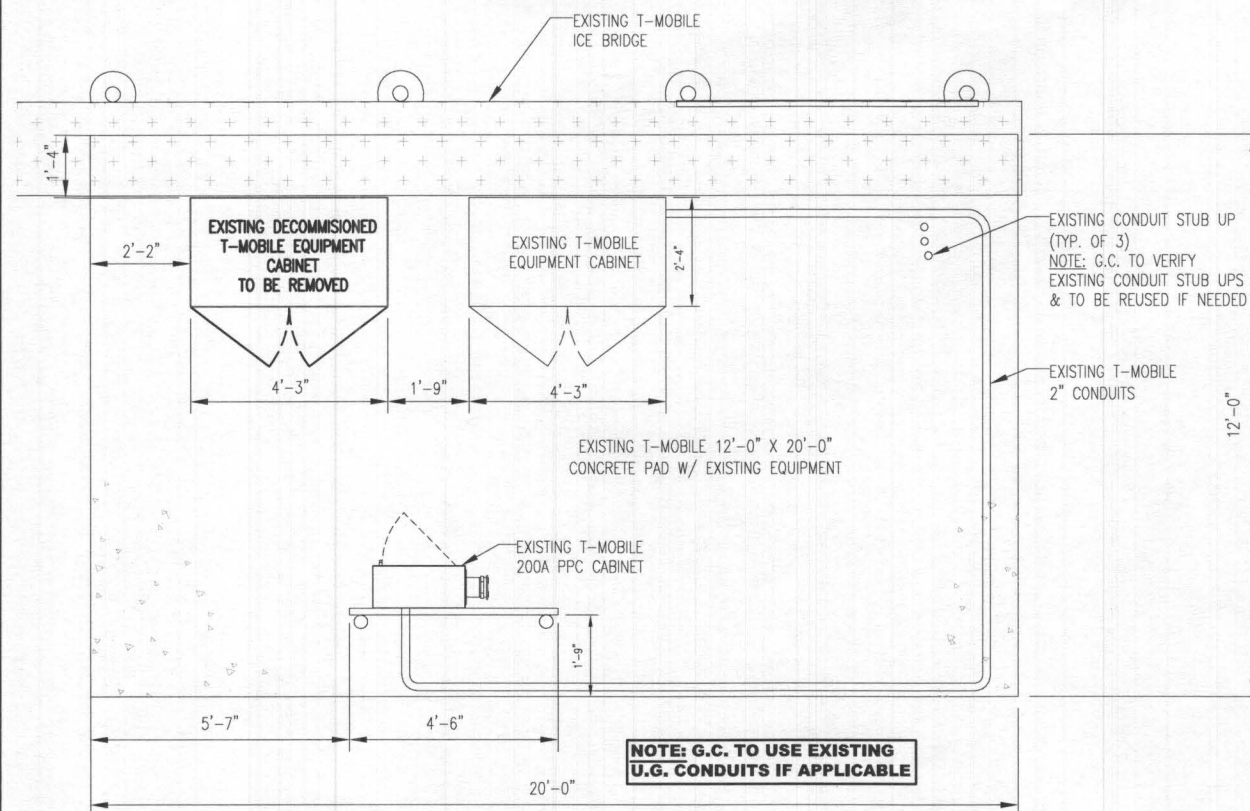 EXISTING T-MOBILE
ICE BRIDGE
1'-4"
2'-2"
EXISTING DECOMMISIONED
T-MOBILE EQUIPMENT
CABINET
TO BE REMOVED
EXISTING T-MOBILE
EQUIPMENT CABINET
2'-4"
EXISTING CONDUIT STUB UP
(TYP. OF 3)
NOTE: G.C. TO VERIFY
EXISTING CONDUIT STUB UPS
& TO BE REUSED IF NEEDED
4'-3"
1'-9"
4'-3"
EXISTING T-MOBILE
2" CONDUITS
12'-0"
EXISTING T-MOBILE 12'-0" X 20'-0"
CONCRETE PAD W/ EXISTING EQUIPMENT
EXISTING T-MOBILE
200A PPC CABINET
1'-9"
5'-7"
4'-6"
NOTE: G.C. TO USE EXISTING
U.G. CONDUITS IF APPLICABLE
20'-0"